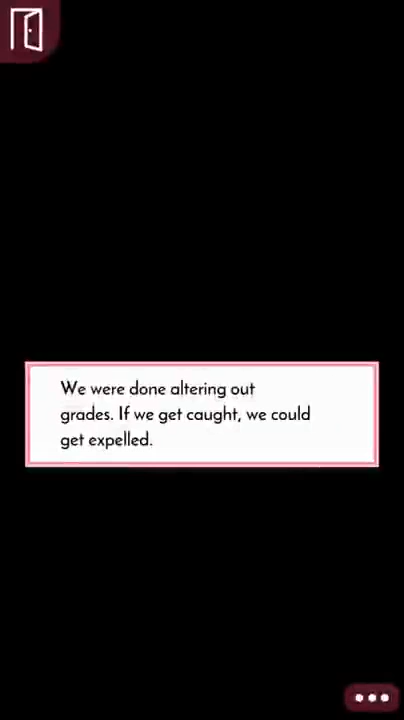 We were done altering out
grades. If we get caught, we could
get expelled.